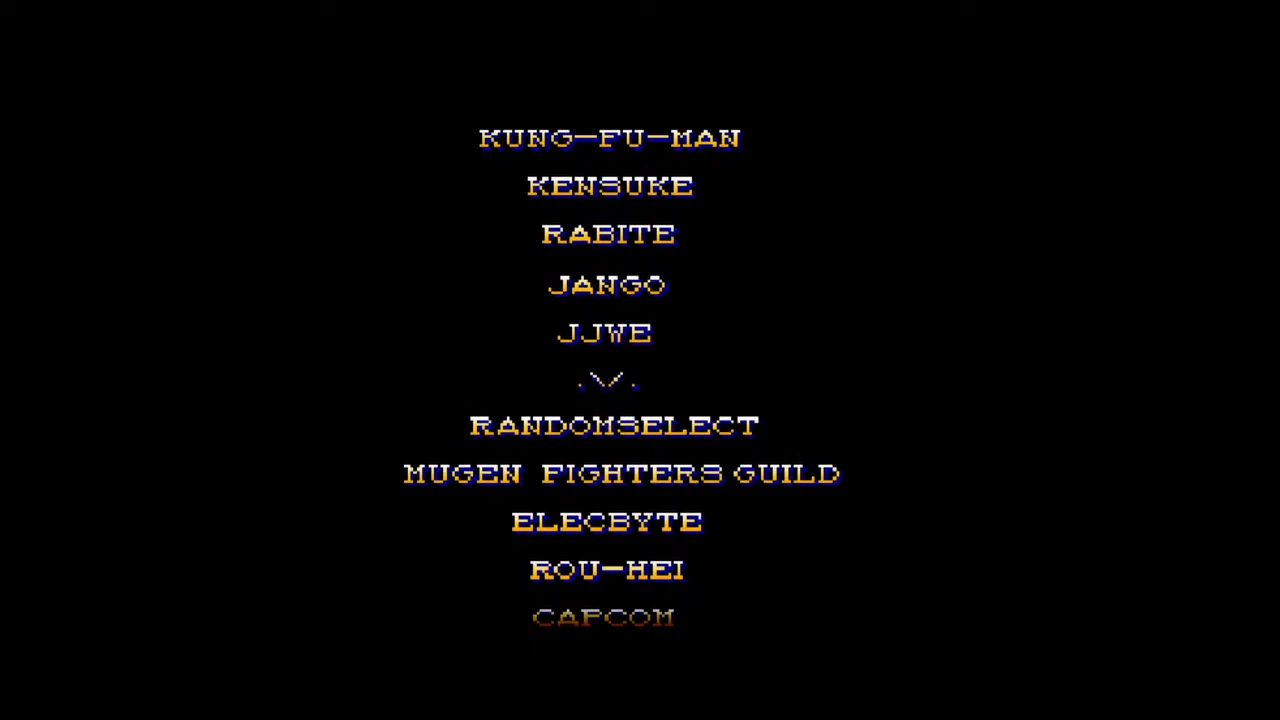 KUNG-FU-MAN
KENSUKE
RABITE
JANGO
JJWE
.\/.
RANDOMSELECT
MUGEN FIGHTERS GUILD
ELECBYTE
ROU-HEI
CAPCOM